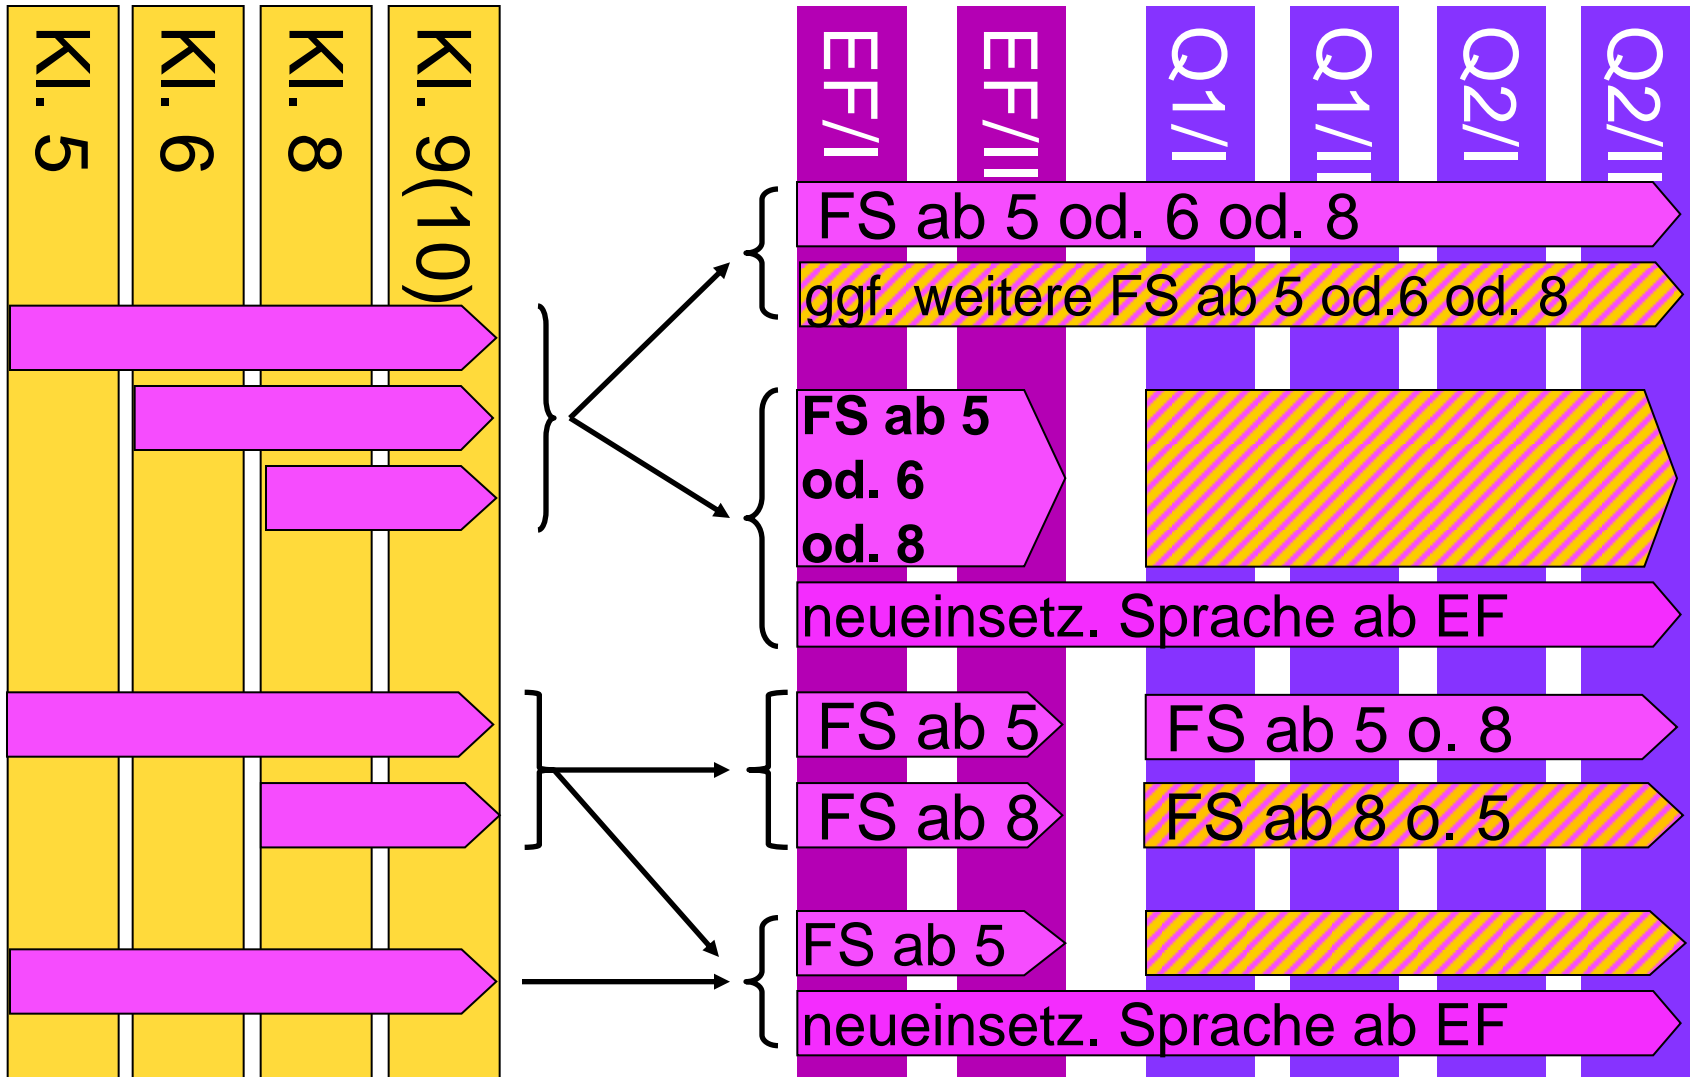 Kl. 5
Kl. 6
Kl. 8
Kl. 9(10)
EF/I
EF/II
Q1/I
Q1/II
Q2/I
Q2/II
FS ab 5 od. 6 od. 8
ggf. weitere FS ab 5 od.6 od. 8
FS ab 5
od. 6
od. 8
neueinsetz. Sprache ab EF
FS ab 5
FS ab 5 o. 8
FS ab 8
FS ab 8 o. 5
FS ab 5
neueinsetz. Sprache ab EF